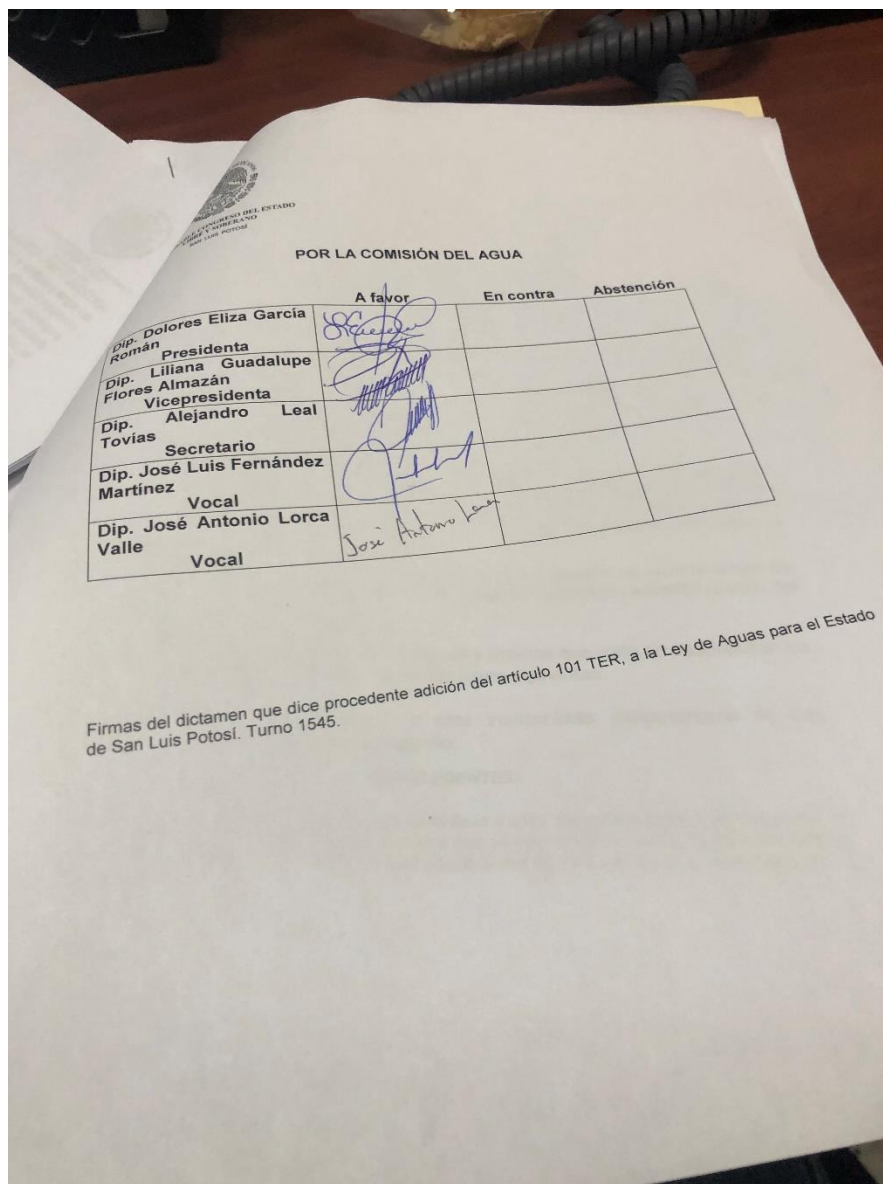 CONGRESO DEL ESTADO
LIBRE Y SOBERANO
SAN LUIS POTOSÍ
POR LA COMISIÓN DEL AGUA
A favor En contra Abstención
Dip. Dolores Eliza García
Román
Presidenta
Dip. Liliana Guadalupe
Flores Almazán
Vicepresidenta
Dip. Alejandro Leal
Tovías
Secretario
Dip. José Luis Fernández
Martínez
Vocal
Dip. José Antonio Lorca
Valle
Vocal
José Antonio Lorca
Firmas del dictamen que dice procedente adición del artículo 101 TER, a la Ley de Aguas para el Estado
de San Luis Potosí. Turno 1545.